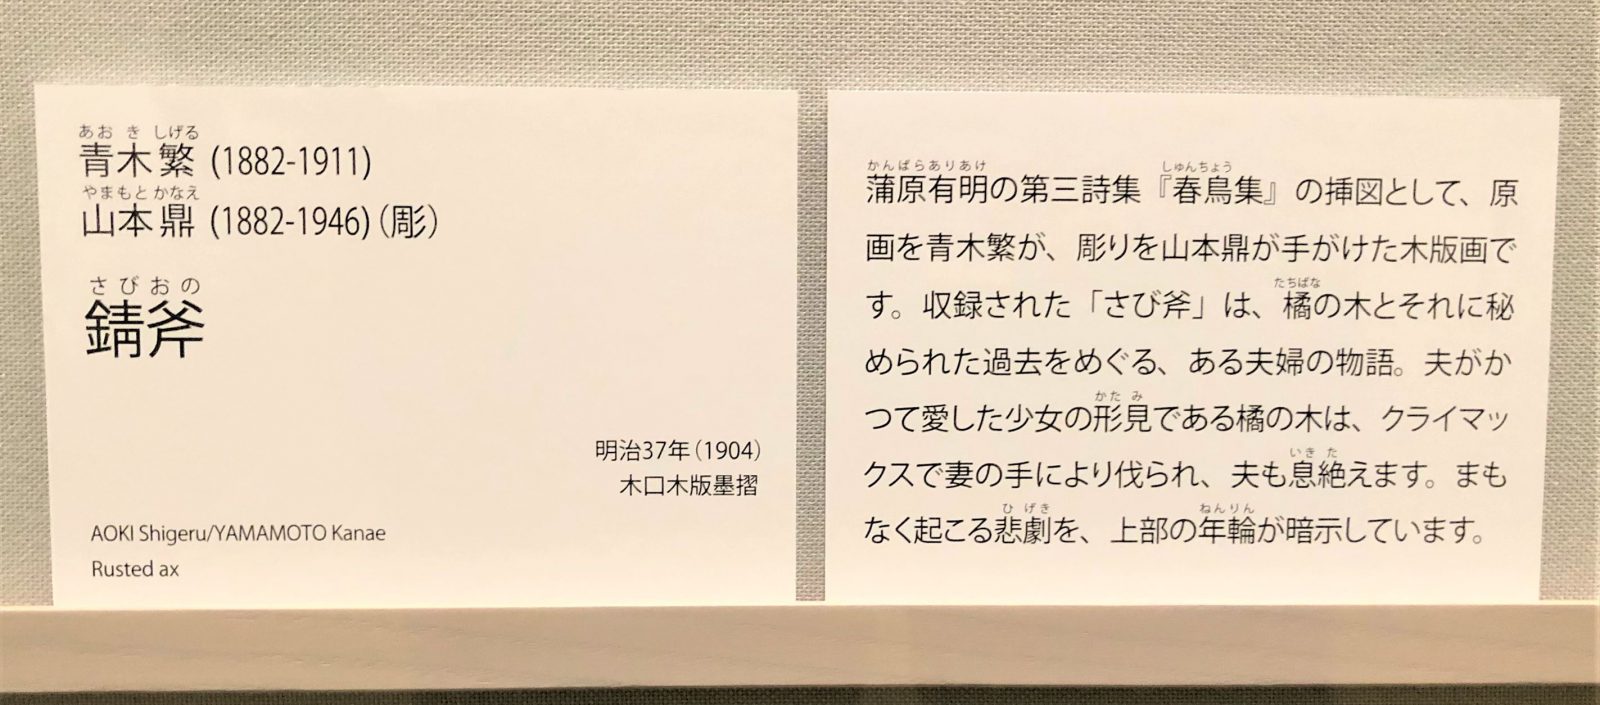 あおきしげる
青木繁 (1882-1911)
やまもとかなえ
山本鼎 (1882-1946)（彫）
さびおの
錆斧
明治37年（1904）
木口木版墨摺
AOKI Shigeru/YAMAMOTO Kanae
Rusted ax
かんばらありあけ しゅんちょう
蒲原有明の第三詩集『春鳥集』の挿図として、原
画を青木繁が、彫りを山本鼎が手がけた木版画で
たちばな
す。収録された「さび斧」は、橘の木とそれに秘
められた過去をめぐる、ある夫婦の物語。夫がか
かたみ
つて愛した少女の形見である橘の木は、クライマッ
いきた
クスで妻の手により伐られ、夫も息絶えます。まも
ひげき ねんりん
なく起こる悲劇を、上部の年輪が暗示しています。